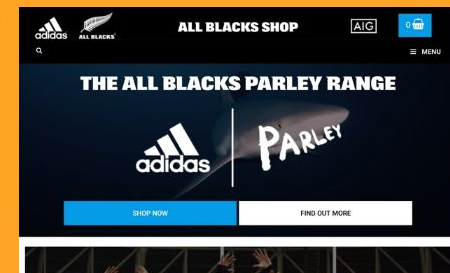 adidas
ALL BLACKS
ALL BLACKS SHOP
AIG
0
MENU
THE ALL BLACKS PARLEY RANGE
adidas
PARLEY
SHOP NOW
FIND OUT MORE